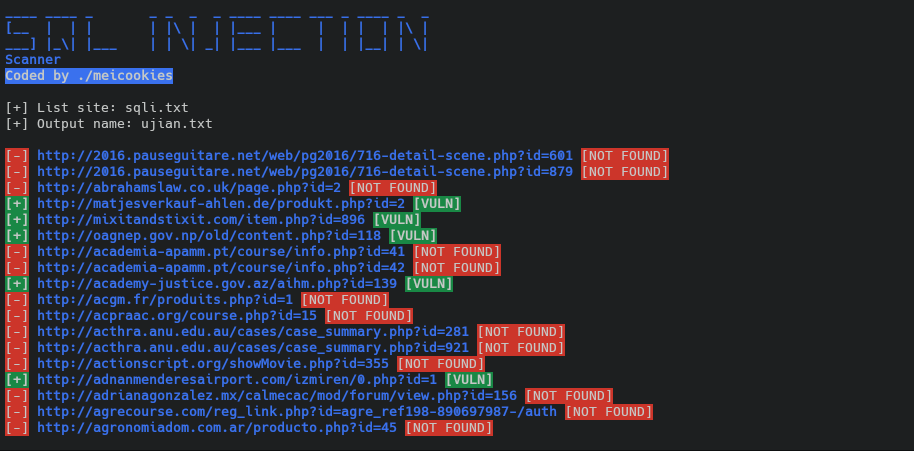 SQL INJECTION
Scanner
Coded by ./meicookies
[+] List site: sqli.txt
[+] Output name: ujian.txt
[-] http://2016.pauseguitare.net/web/pg2016/716-detail-scene.php?id=601 [NOT FOUND]
[-] http://2016.pauseguitare.net/web/pg2016/716-detail-scene.php?id=879 [NOT FOUND]
[-] http://abrahamslaw.co.uk/page.php?id=2 [NOT FOUND]
[+] http://matjesverkauf-ahlen.de/produkt.php?id=2 [VULN]
[+] http://mixitandstixit.com/item.php?id=896 [VULN]
[+] http://oagnep.gov.np/old/content.php?id=118 [VULN]
[-] http://academia-apamm.pt/course/info.php?id=41 [NOT FOUND]
[-] http://academia-apamm.pt/course/info.php?id=42 [NOT FOUND]
[+] http://academy-justice.gov.az/aihm.php?id=139 [VULN]
[-] http://acgm.fr/produits.php?id=1 [NOT FOUND]
[-] http://acpraac.org/course.php?id=15 [NOT FOUND]
[-] http://acthra.anu.edu.au/cases/case_summary.php?id=281 [NOT FOUND]
[-] http://acthra.anu.edu.au/cases/case_summary.php?id=921 [NOT FOUND]
[-] http://actionscript.org/showMovie.php?id=355 [NOT FOUND]
[+] http://adnanmenderesairport.com/izmiren/0.php?id=1 [VULN]
[-] http://adrianagonzalez.mx/calmecac/mod/forum/view.php?id=156 [NOT FOUND]
[-] http://agrecourse.com/reg_link.php?id=agre_ref198-890697987-/auth [NOT FOUND]
[-] http://agronomiadom.com.ar/producto.php?id=45 [NOT FOUND]